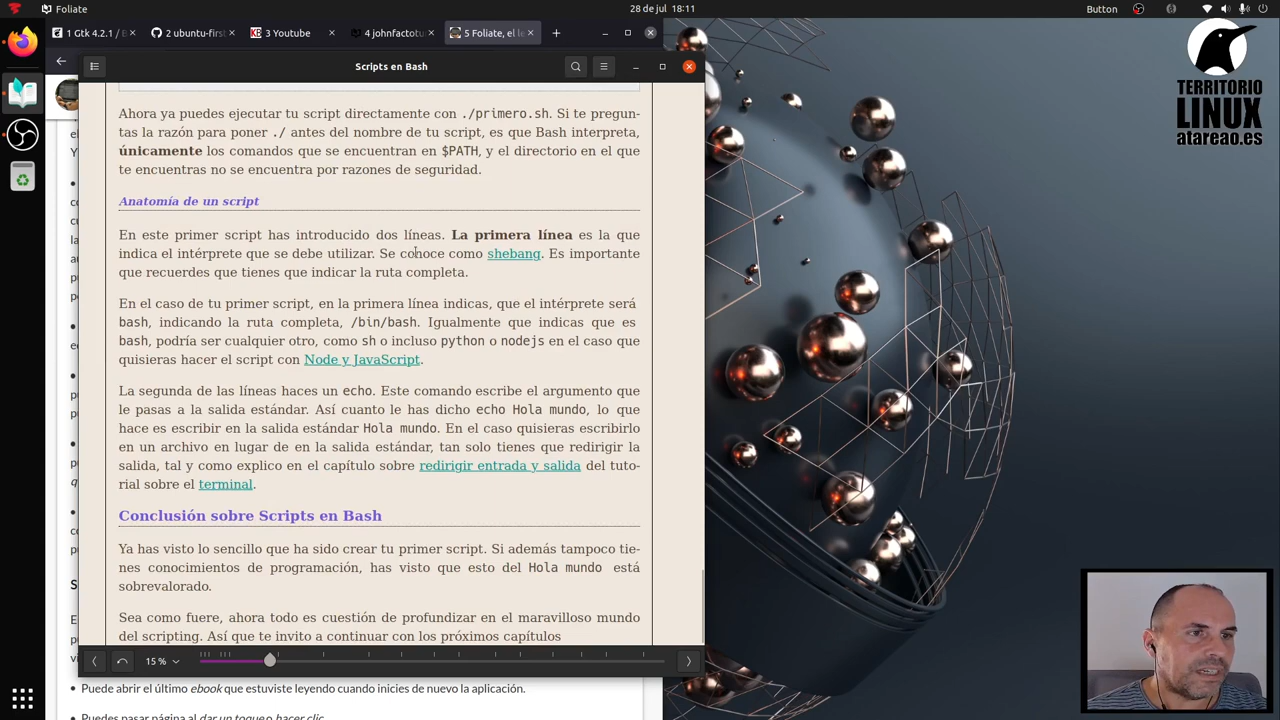 Foliate
28 de jul 18:11
Button
1 Gtk 4.2.1 / B
2 ubuntu-first
3 Youtube
4 johnfactotu
5 Foliate, el le
Scripts en Bash
Ahora ya puedes ejecutar tu script directamente con ./primero.sh. Si te pregun-
tas la razón para poner ./ antes del nombre de tu script, es que Bash interpreta,
únicamente los comandos que se encuentran en $PATH, y el directorio en el que
te encuentras no se encuentra por razones de seguridad.
Anatomía de un script
En este primer script has introducido dos líneas. La primera línea es la que
indica el intérprete que se debe utilizar. Se conoce como shebang. Es importante
que recuerdes que tienes que indicar la ruta completa.
En el caso de tu primer script, en la primera línea indicas, que el intérprete será
bash, indicando la ruta completa, /bin/bash. Igualmente que indicas que es
bash, podría ser cualquier otro, como sh o incluso python o nodejs en el caso que
quisieras hacer el script con Node y JavaScript.
La segunda de las líneas haces un echo. Este comando escribe el argumento que
le pasas a la salida estándar. Así cuanto le has dicho echo Hola mundo, lo que
hace es escribir en la salida estándar Hola mundo. En el caso quisieras escribirlo
en un archivo en lugar de en la salida estándar, tan solo tienes que redirigir la
salida, tal y como explico en el capítulo sobre redirigir entrada y salida del tuto-
rial sobre el terminal.
Conclusión sobre Scripts en Bash
Ya has visto lo sencillo que ha sido crear tu primer script. Si además tampoco tie-
nes conocimientos de programación, has visto que esto del Hola mundo está
sobrevalorado.
Sea como fuere, ahora todo es cuestión de profundizar en el maravilloso mundo
del scripting. Así que te invito a continuar con los próximos capítulos
15 %
• Puede abrir el último ebook que estuviste leyendo cuando inicies de nuevo la aplicación.
• Puedes pasar página al dar un toque o hacer clic
TERRITORIO
LINUX
atareao.es